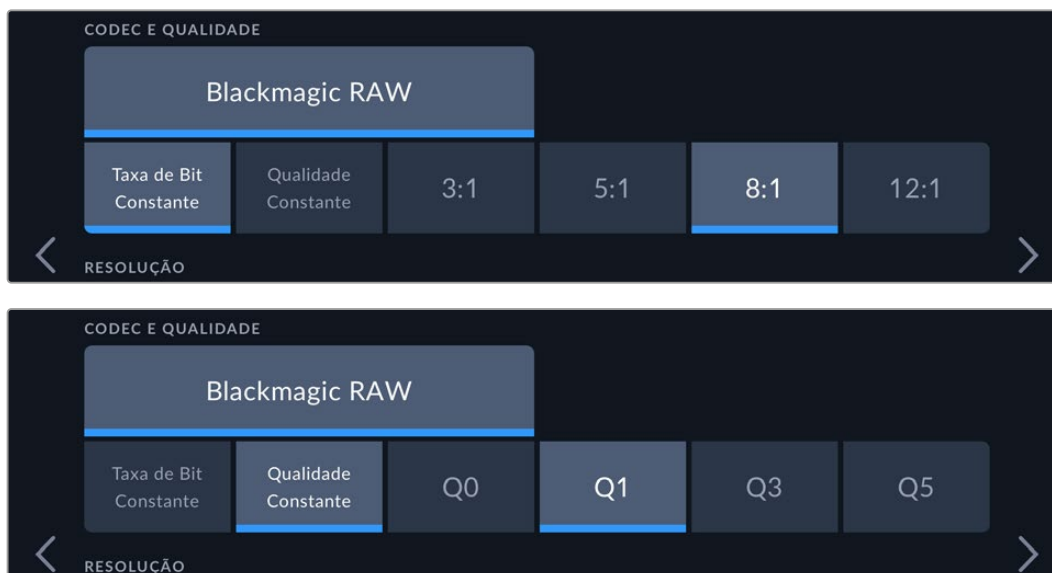 CODEC E QUALIDADE
Blackmagic RAW
Taxa de Bit Constante
Qualidade Constante
3:1
5:1
8:1
12:1
RESOLUÇÃO
CODEC E QUALIDADE
Blackmagic RAW
Taxa de Bit Constante
Qualidade Constante
Q0
Q1
Q3
Q5
RESOLUÇÃO